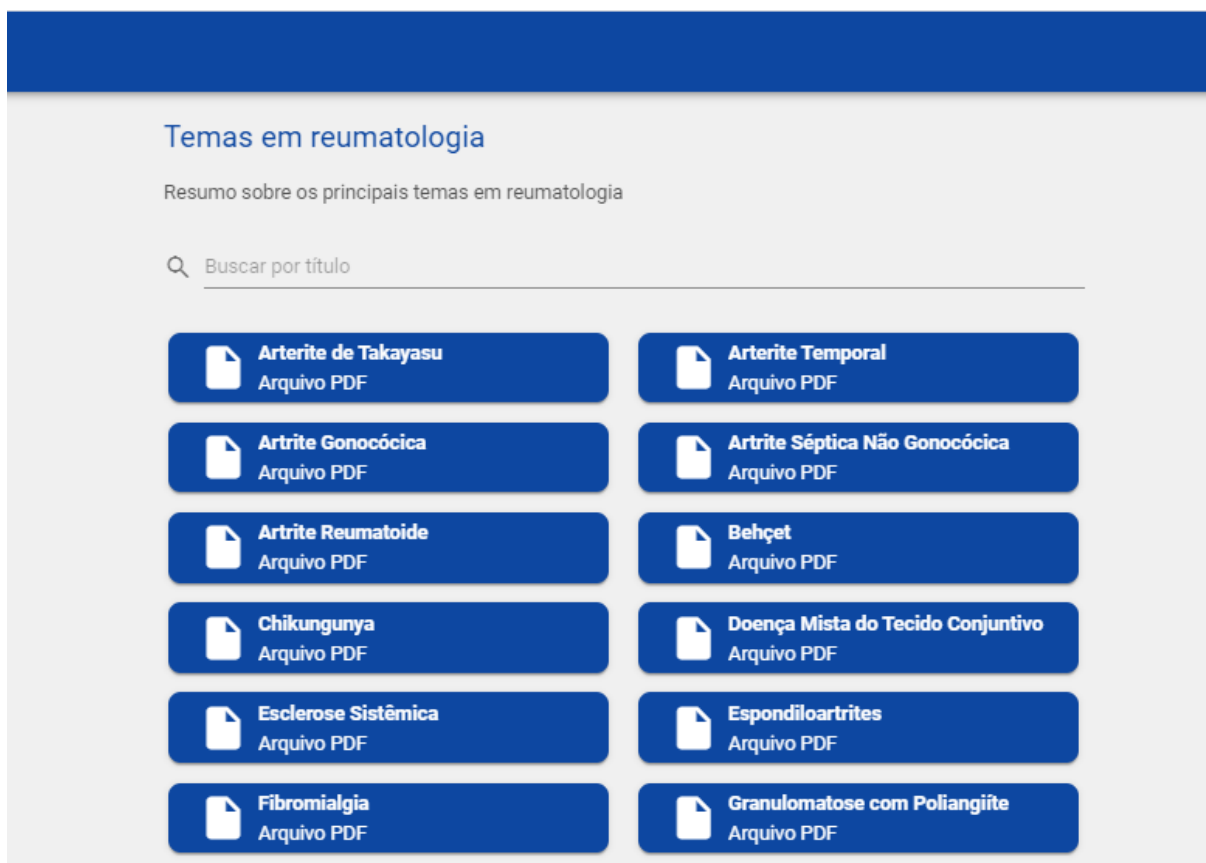 Temas em reumatologia
Resumo sobre os principais temas em reumatologia
Buscar por título
Arterite de Takayasu
Arquivo PDF
Arterite Temporal
Arquivo PDF
Artrite Gonocócica
Arquivo PDF
Artrite Séptica Não Gonocócica
Arquivo PDF
Artrite Reumatoide
Arquivo PDF
Behçet
Arquivo PDF
Chikungunya
Arquivo PDF
Doença Mista do Tecido Conjuntivo
Arquivo PDF
Esclerose Sistêmica
Arquivo PDF
Espondiloartrites
Arquivo PDF
Fibromialgia
Arquivo PDF
Granulomatose com Poliangiíte
Arquivo PDF